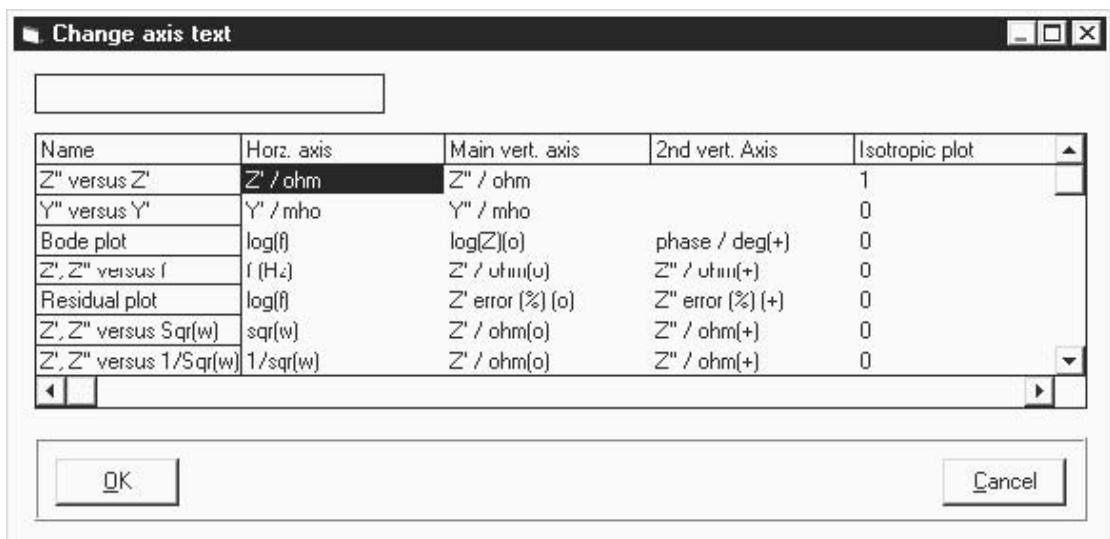 Change axis text
Name Horz. axis Main vert. axis 2nd vert. Axis Isotropic plot
Z" versus Z' Z' / ohm Z" / ohm 1
Y" versus Y' Y' / mho Y" / mho 0
Bode plot log(f) log(Z)(o) phase / deg(+) 0
Z', Z" versus f f (Hz) Z' / ohm(o) Z" / ohm(+) 0
Residual plot log(f) Z' error (%) (o) Z" error (%) (+) 0
Z', Z" versus Sqr(w) sqr(w) Z' / ohm(o) Z" / ohm(+) 0
Z', Z" versus 1/Sqr(w) 1/sqr(w) Z' / ohm(o) Z" / ohm(+) 0
OK Cancel